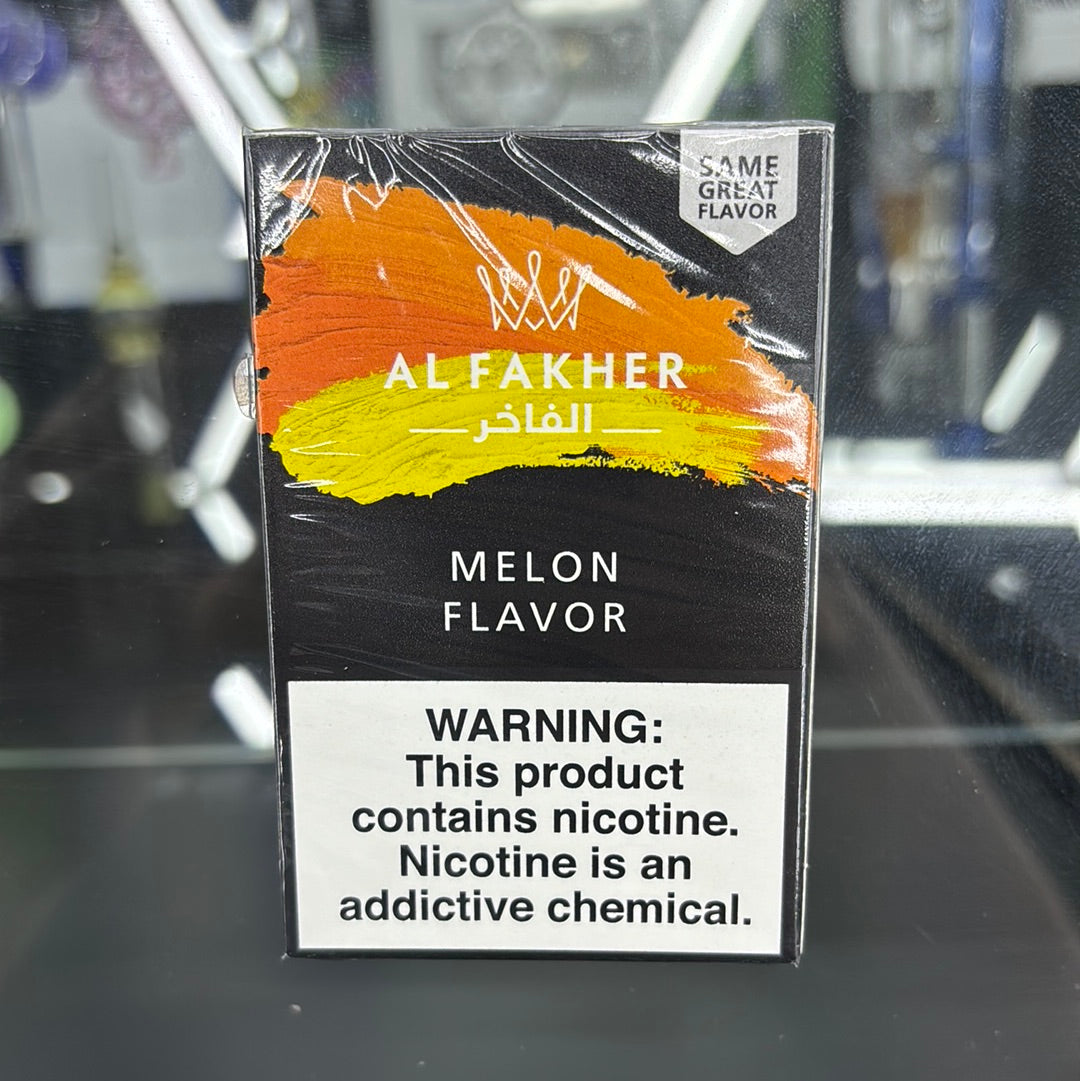 SAME
GREAT
FLAVOR
AL FAKHER
الفاخر
MELON
FLAVOR
WARNING:
This product
contains nicotine.
Nicotine is an
addictive chemical.